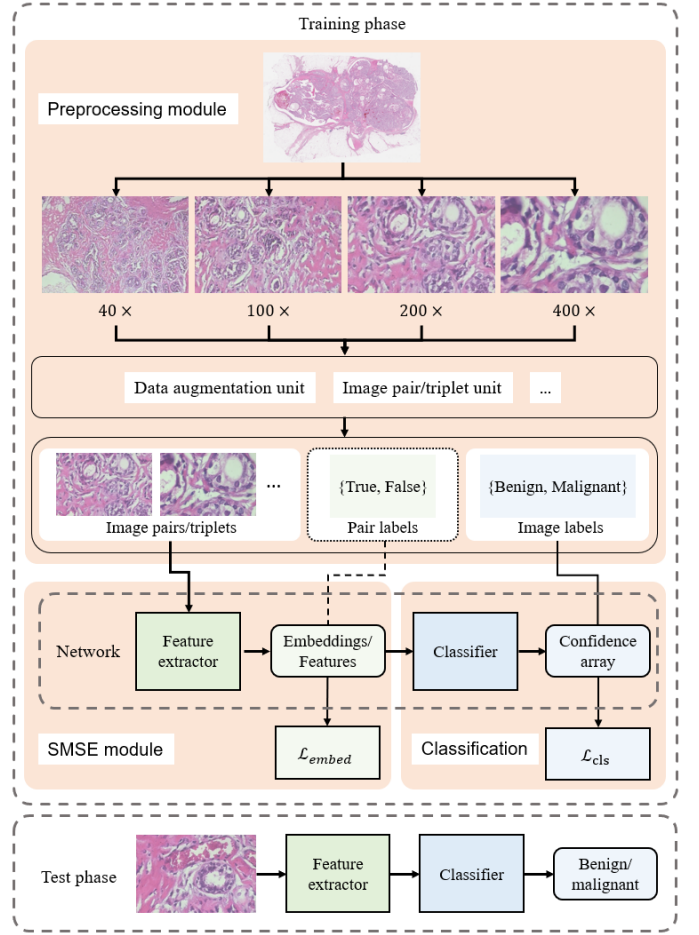 Training phase
Preprocessing module
40 × 100 × 200 × 400 ×
Data augmentation unit Image pair/triplet unit ...
...
{True, False} {Benign, Malignant}
Image pairs/triplets Pair labels Image labels
Network
Feature
extractor
Embeddings/
Features
Classifier
Confidence
array
SMSE module
ℒembed
Classification
ℒcls
Test phase
Feature
extractor
Classifier
Benign/
malignant